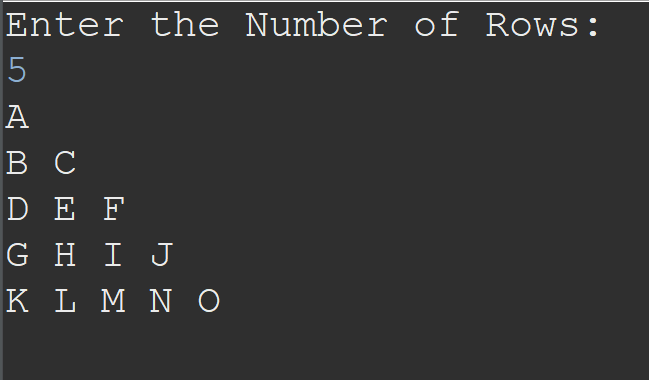 Enter the Number of Rows:
5
A
B C
D E F
G H I J
K L M N O